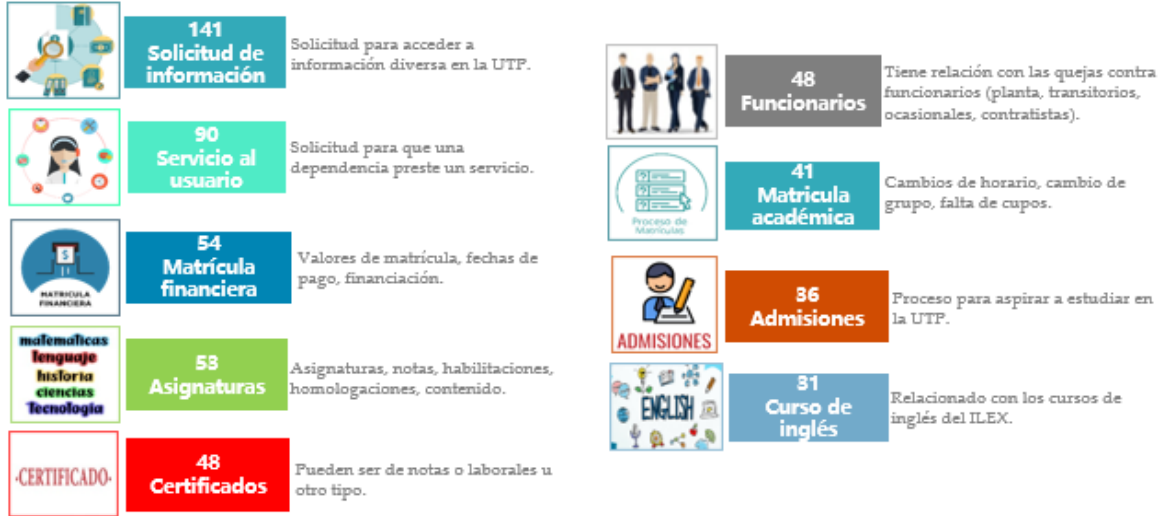 141
Solicitud de
información
Solicitud para acceder a
información diversa en la UTP.
90
Servicio al
usuario
Solicitud para que una
dependencia preste un servicio.
MATRICULA
FINANCIERA
54
Matrícula
financiera
Valores de matrícula, fechas de
pago, financiación.
matematicas
lenguaje
historia
ciencias
Tecnología
53
Asignaturas
Asignaturas, notas, habilitaciones,
homologaciones, contenido.
·CERTIFICADO·
48
Certificados
Pueden ser de notas o laborales u
otro tipo.
48
Funcionarios
Tiene relación con las quejas contra
funcionarios (planta, transitorios,
ocasionales, contratistas).
Proceso de
Matrículas
41
Matricula
académica
Cambios de horario, cambio de
grupo, falta de cupos.
ADMISIONES
36
Admisiones
Proceso para aspirar a estudiar en
la UTP.
ENGLISH
31
Curso de
inglés
Relacionado con los cursos de
inglés del ILEX.